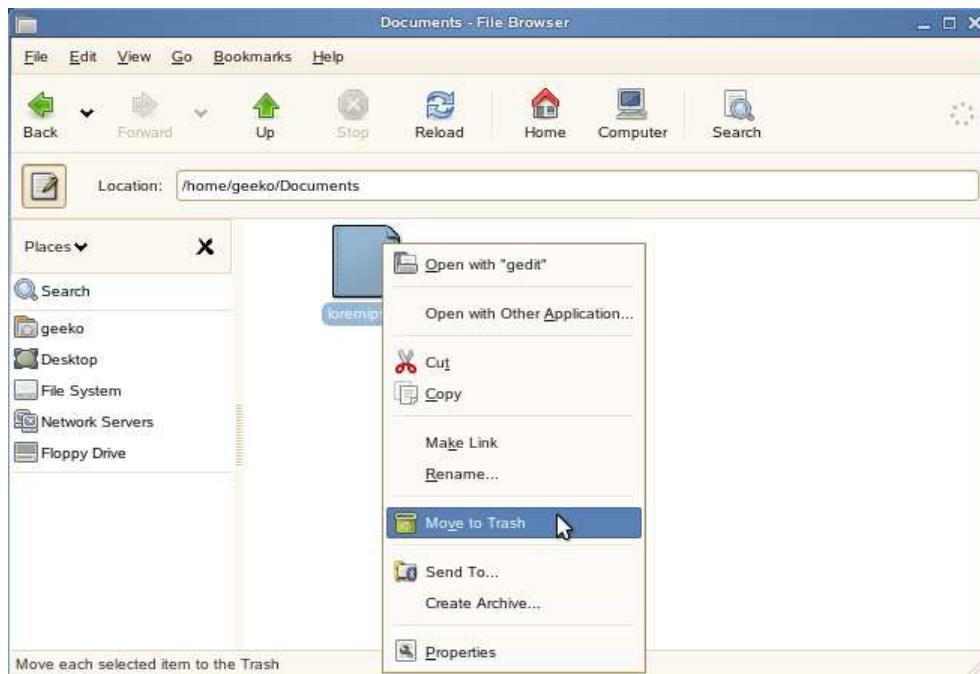 Documents - File Browser
File Edit View Go Bookmarks Help
Back Forward Up Stop Reload Home Computer Search
Location: /home/geeko/Documents
Places
Search
geeko
Desktop
File System
Network Servers
Floppy Drive
Open with "gedit"
Open with Other Application...
Cut
Copy
Make Link
Rename...
Move to Trash
Send To...
Create Archive...
Properties
Move each selected item to the Trash